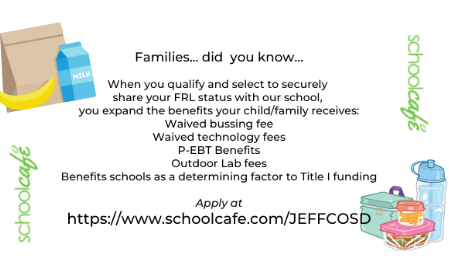 Families... did you know...
When you qualify and select to securely
share your FRL status with our school,
you expand the benefits your child/family receives:
Waived bussing fee
Waived technology fees
P-EBT Benefits
Outdoor Lab fees
Benefits schools as a determining factor to Title I funding
Apply at
https://www.schoolcafe.com/JEFFCOSD
MILK
schoolcafé
schoolcafé